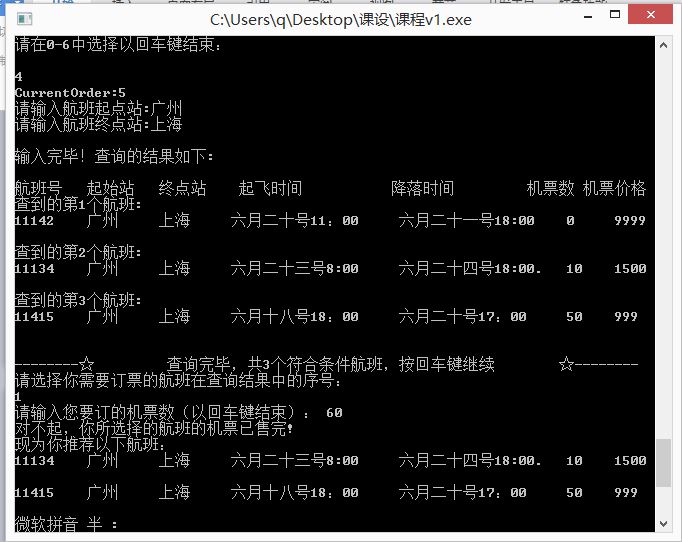 C:\Users\q\Desktop\课设\课程v1.exe
请在0-6中选择以回车键结束：
4
CurrentOrder:5
请输入航班起点站:广州
请输入航班终点站:上海
输入完毕！查询的结果如下：
航班号 起始站 终点站 起飞时间 降落时间 机票数 机票价格
查到的第1个航班:
11142 广州 上海 六月二十号11：00 六月二十一号18:00 0 9999
查到的第2个航班:
11134 广州 上海 六月二十三号8:00 六月二十四号18:00. 10 1500
查到的第3个航班:
11415 广州 上海 六月十八号18：00 六月二十号17：00 50 999
--------☆ 查询完毕，共3个符合条件航班，按回车键继续 ☆--------
请选择你需要订票的航班在查询结果中的序号：
1
请输入您要订的机票数（以回车键结束）： 60
对不起，你所选择的航班的机票已售完！
现为你推荐以下航班：
11134 广州 上海 六月二十三号8:00 六月二十四号18:00. 10 1500
11415 广州 上海 六月十八号18：00 六月二十号17：00 50 999
微软拼音 半 ：